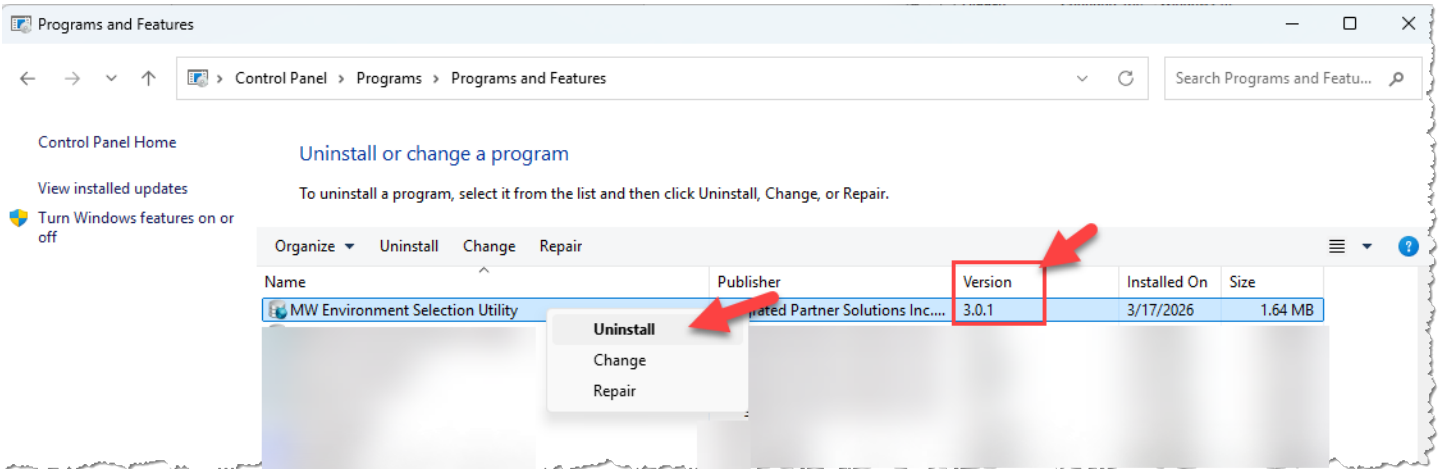 Programs and Features
Control Panel > Programs > Programs and Features
Search Programs and Featu...
Control Panel Home
View installed updates
Turn Windows features on or
off
Uninstall or change a program
To uninstall a program, select it from the list and then click Uninstall, Change, or Repair.
Organize Uninstall Change Repair
Name Publisher Version Installed On Size
MW Environment Selection Utility Partner Solutions Inc.... 3.0.1 3/17/2026 1.64 MB
Uninstall
Change
Repair